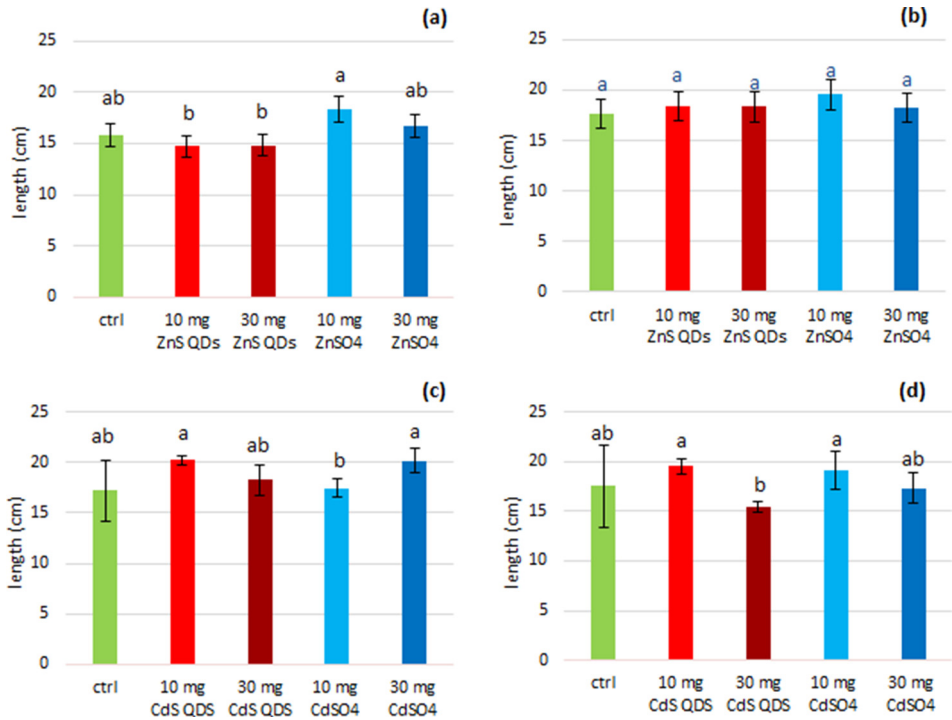 (a)
25
20
15
10
5
0
length (cm)
ab
b
b
a
ab
ctrl
10 mg
ZnS QDs
30 mg
ZnS QDs
10 mg
ZnSO4
30 mg
ZnSO4
(b)
25
20
15
10
5
0
length (cm)
a
a
a
a
a
ctrl
10 mg
ZnS QDs
30 mg
ZnS QDs
10 mg
ZnSO4
30 mg
ZnSO4
(c)
25
20
15
10
5
0
length (cm)
ab
a
ab
b
a
ctrl
10 mg
CdS QDS
30 mg
CdS QDS
10 mg
CdSO4
30 mg
CdSO4
(d)
25
20
15
10
5
0
length (cm)
ab
a
b
a
ab
ctrl
10 mg
CdS QDS
30 mg
CdS QDS
10 mg
CdSO4
30 mg
CdSO4